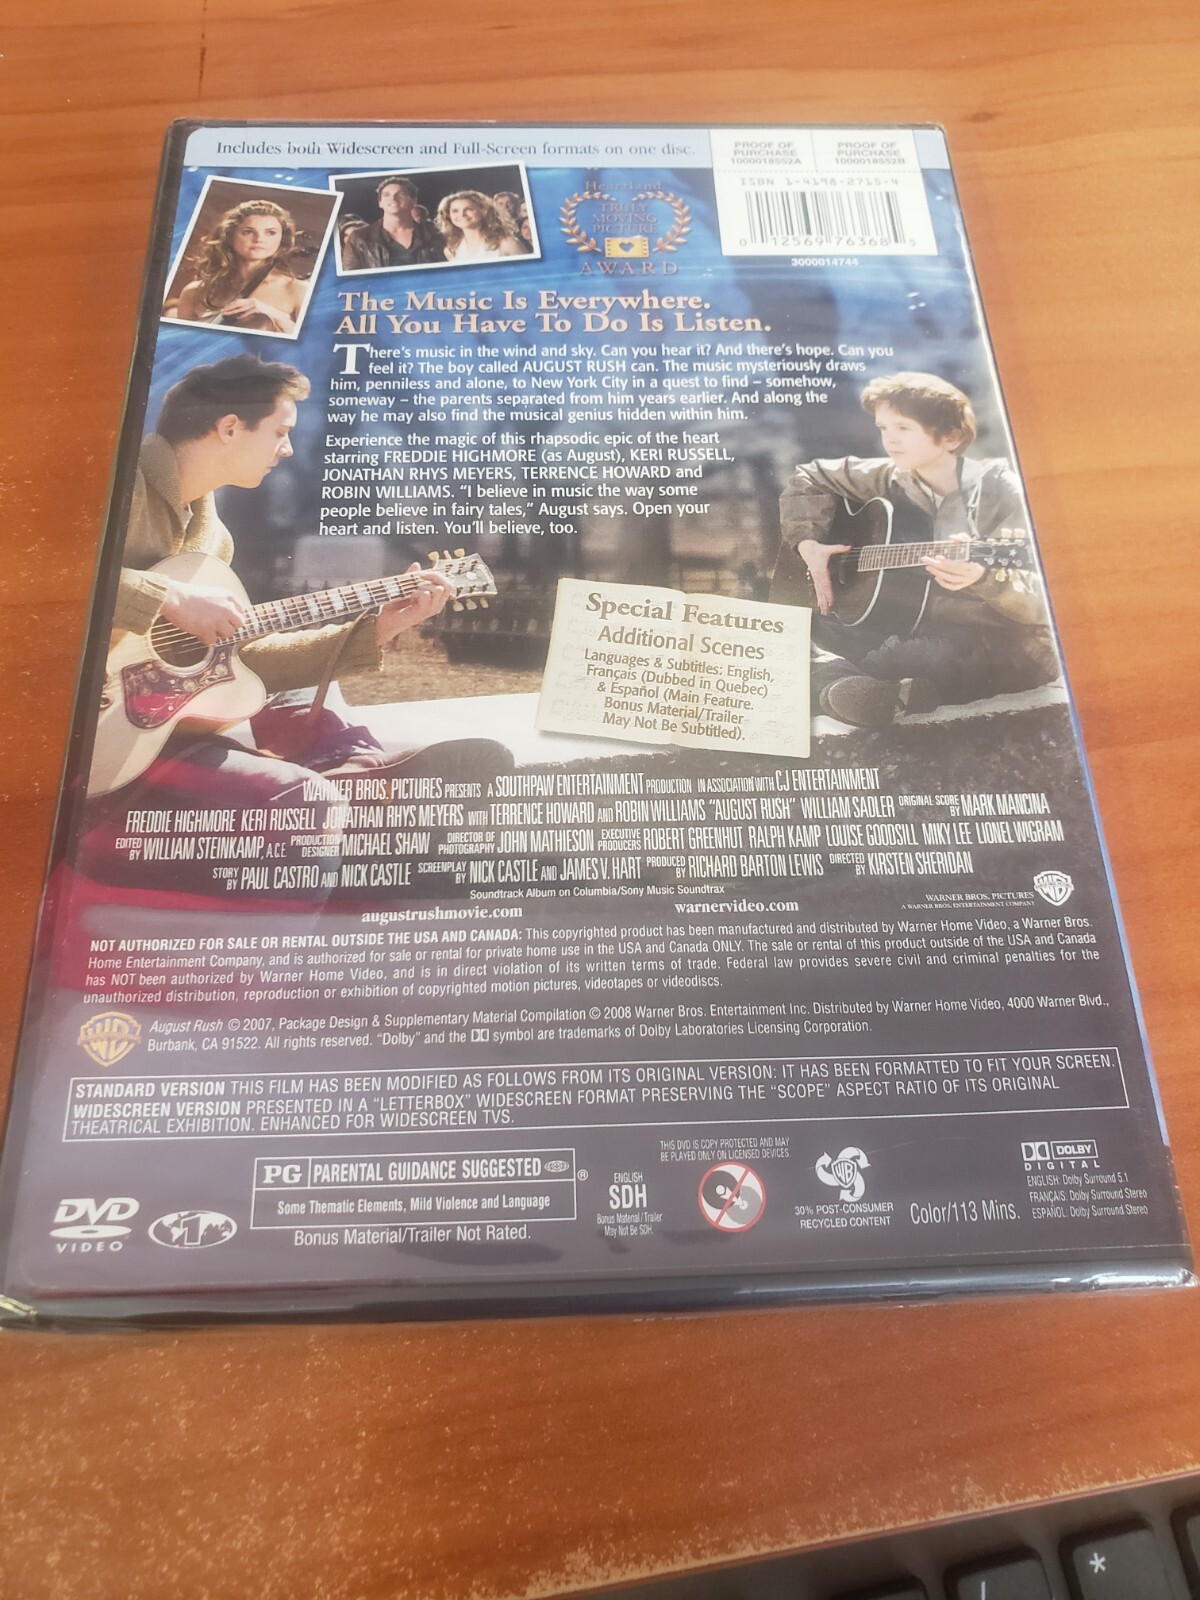 Includes both Widescreen and Full-Screen formats on one disc.
PROOF OF PURCHASE
1000018552A
PROOF OF PURCHASE
1000018552B
ISBN 1-4198-2715-4
0 12569 76368 5
3000014744
Heartland
TRULY
MOVING
PICTURE
AWARD
The Music Is Everywhere.
All You Have To Do Is Listen.
There's music in the wind and sky. Can you hear it? And there's hope. Can you
feel it? The boy called AUGUST RUSH can. The music mysteriously draws
him, penniless and alone, to New York City in a quest to find – somehow,
someway – the parents separated from him years earlier. And along the
way he may also find the musical genius hidden within him.
Experience the magic of this rhapsodic epic of the heart
starring FREDDIE HIGHMORE (as August), KERI RUSSELL,
JONATHAN RHYS MEYERS, TERRENCE HOWARD and
ROBIN WILLIAMS. "I believe in music the way some
people believe in fairy tales," August says. Open your
heart and listen. You'll believe, too.
Special Features
Additional Scenes
Languages & Subtitles: English,
Français (Dubbed in Quebec)
& Español (Main Feature.
Bonus Material/Trailer
May Not Be Subtitled).
WARNER BROS. PICTURES PRESENTS A SOUTHPAW ENTERTAINMENT PRODUCTION IN ASSOCIATION WITH CJ ENTERTAINMENT
FREDDIE HIGHMORE KERI RUSSELL JONATHAN RHYS MEYERS WITH TERRENCE HOWARD AND ROBIN WILLIAMS "AUGUST RUSH" WILLIAM SADLER ORIGINAL SCORE BY MARK MANCINA
EDITED BY WILLIAM STEINKAMP, A.C.E. PRODUCTION DESIGNER MICHAEL SHAW DIRECTOR OF PHOTOGRAPHY JOHN MATHIESON EXECUTIVE PRODUCERS ROBERT GREENHUT RALPH KAMP LOUISE GOODSILL MIKY LEE LIONEL WIGRAM
STORY BY PAUL CASTRO AND NICK CASTLE SCREENPLAY BY NICK CASTLE AND JAMES V. HART PRODUCED BY RICHARD BARTON LEWIS DIRECTED BY KIRSTEN SHERIDAN
Soundtrack Album on Columbia/Sony Music Soundtrax
WARNER BROS. PICTURES
A WARNER BROS. ENTERTAINMENT COMPANY
augustrushmovie.com
warnervideo.com
NOT AUTHORIZED FOR SALE OR RENTAL OUTSIDE THE USA AND CANADA: This copyrighted product has been manufactured and distributed by Warner Home Video, a Warner Bros.
Home Entertainment Company, and is authorized for sale or rental for private home use in the USA and Canada ONLY. The sale or rental of this product outside of the USA and Canada
has NOT been authorized by Warner Home Video, and is in direct violation of its written terms of trade. Federal law provides severe civil and criminal penalties for the
unauthorized distribution, reproduction or exhibition of copyrighted motion pictures, videotapes or videodiscs.
August Rush © 2007, Package Design & Supplementary Material Compilation © 2008 Warner Bros. Entertainment Inc. Distributed by Warner Home Video, 4000 Warner Blvd.,
Burbank, CA 91522. All rights reserved. "Dolby" and the DD symbol are trademarks of Dolby Laboratories Licensing Corporation.
STANDARD VERSION THIS FILM HAS BEEN MODIFIED AS FOLLOWS FROM ITS ORIGINAL VERSION: IT HAS BEEN FORMATTED TO FIT YOUR SCREEN.
WIDESCREEN VERSION PRESENTED IN A "LETTERBOX" WIDESCREEN FORMAT PRESERVING THE "SCOPE" ASPECT RATIO OF ITS ORIGINAL
THEATRICAL EXHIBITION. ENHANCED FOR WIDESCREEN TVS.
DVD
VIDEO
1
PG PARENTAL GUIDANCE SUGGESTED ®
Some Thematic Elements, Mild Violence and Language
Bonus Material/Trailer Not Rated.
ENGLISH
SDH
Bonus Material/Trailer
May Not Be SDH.
THIS DVD IS COPY PROTECTED AND MAY
BE PLAYED ONLY ON LICENSED DEVICES.
WB
30% POST-CONSUMER
RECYCLED CONTENT
Color/113 Mins.
DOLBY
DIGITAL
ENGLISH: Dolby Surround 5.1
FRANÇAIS: Dolby Surround Stereo
ESPAÑOL: Dolby Surround Stereo
/
*